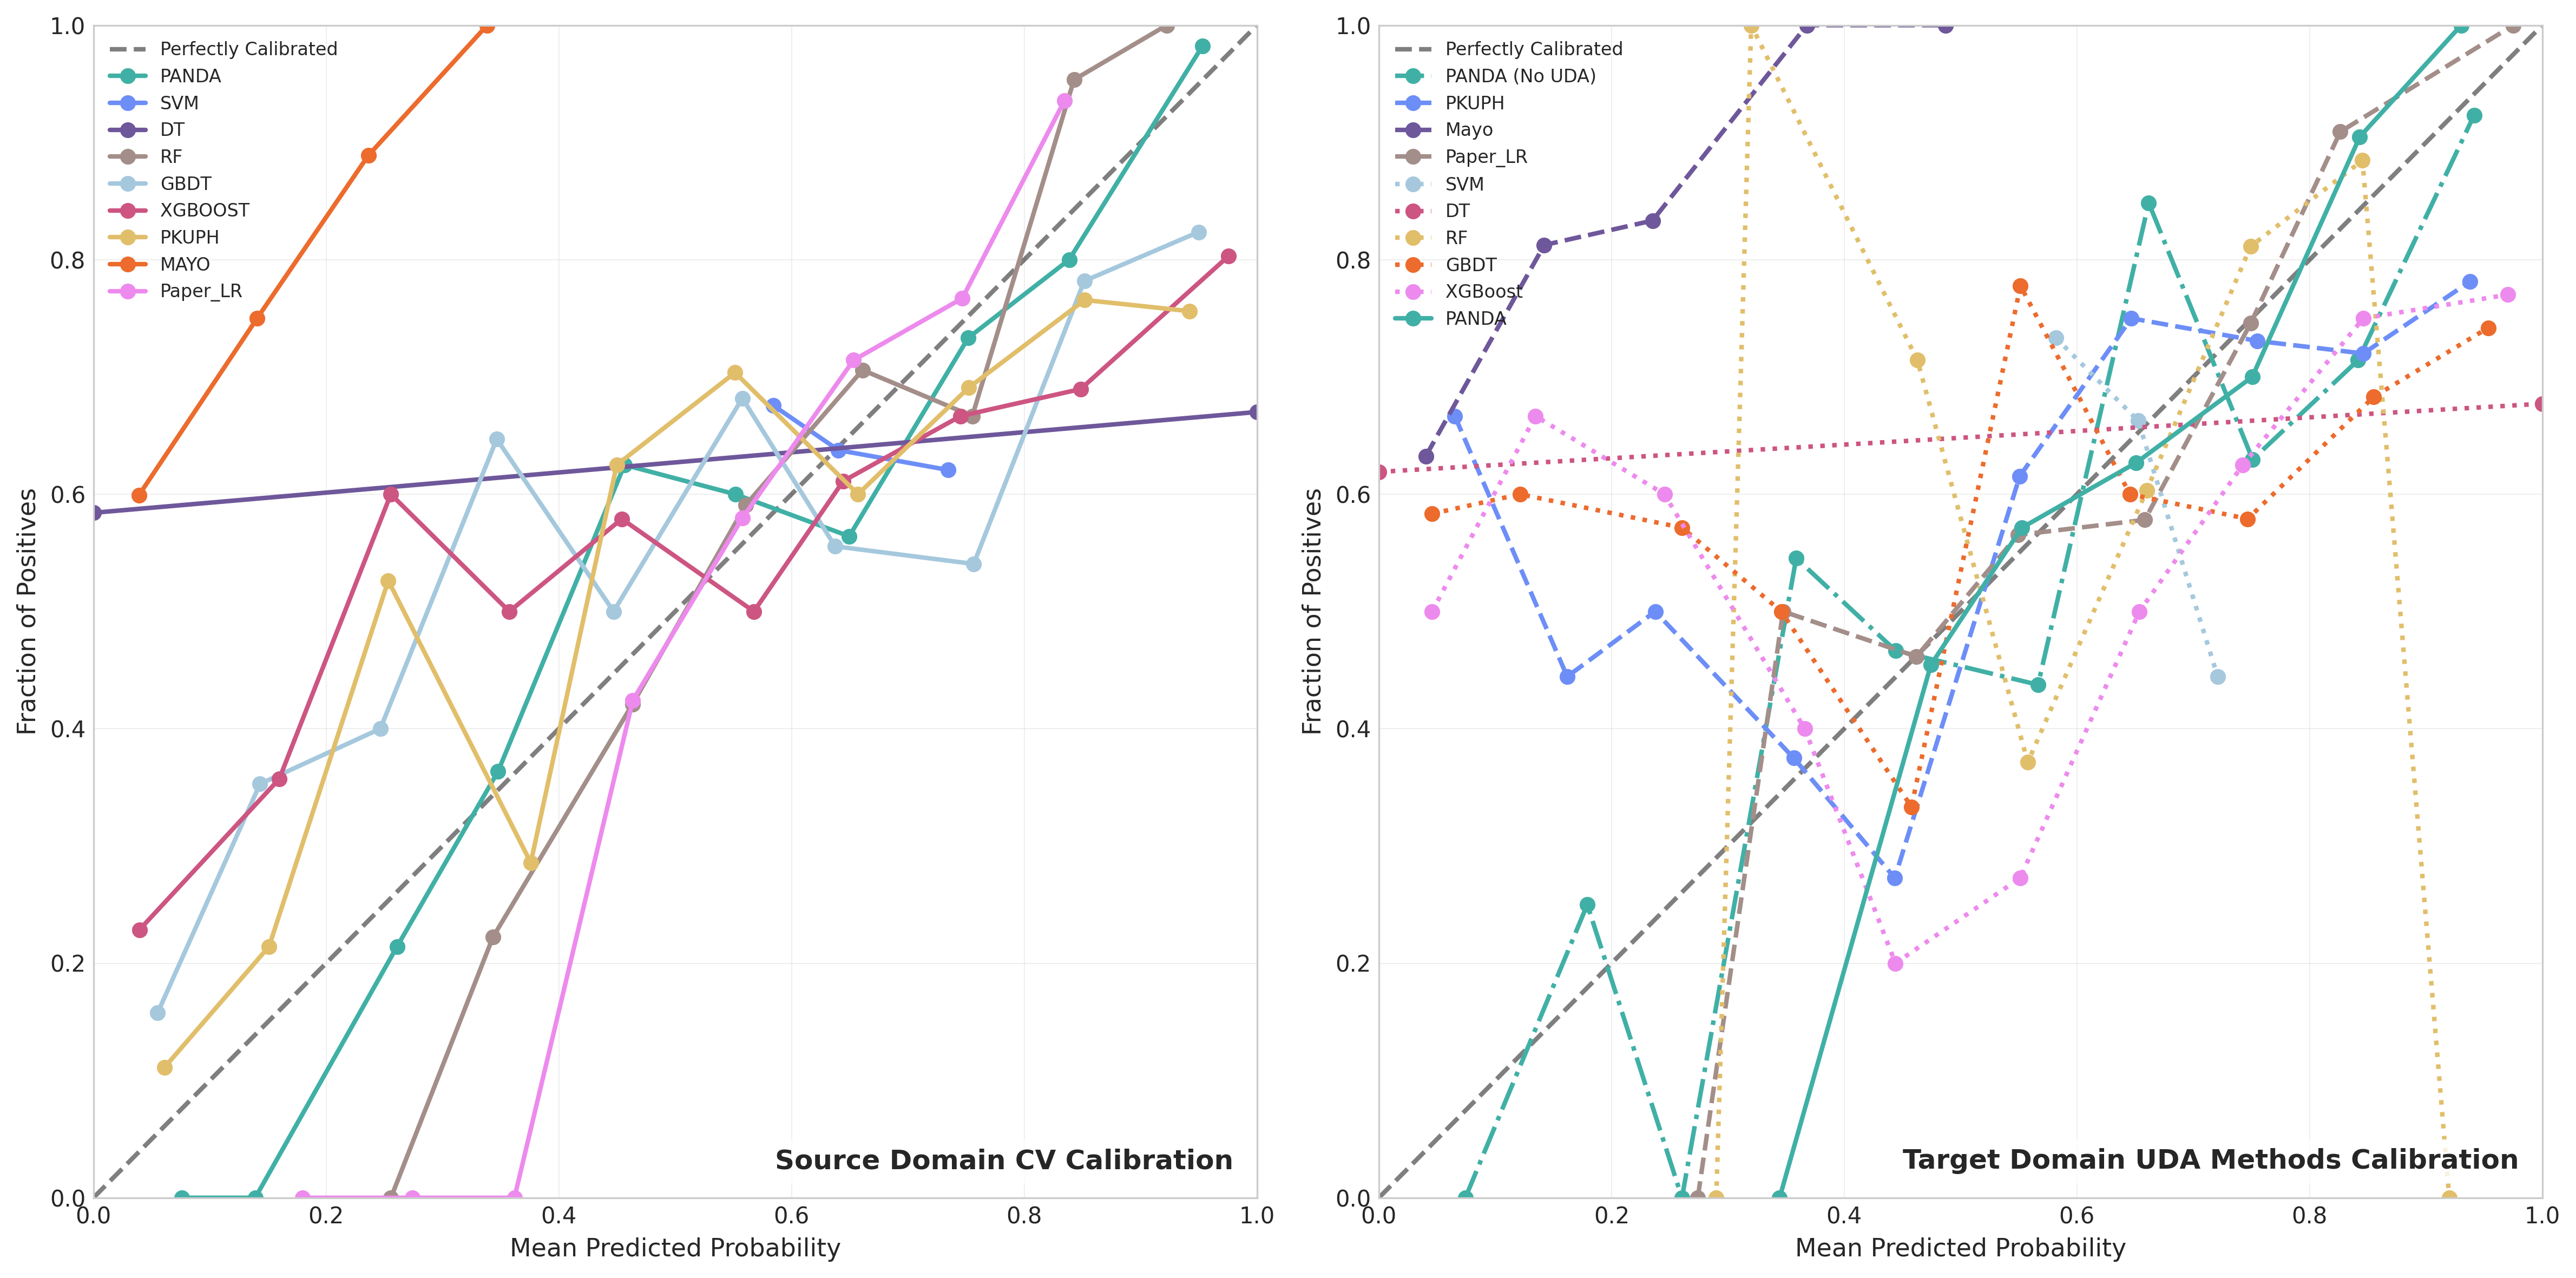 1.0
0.8
0.6
0.4
0.2
0.0
Fraction of Positives
Perfectly Calibrated
PANDA
SVM
DT
RF
GBDT
XGBOOST
PKUPH
MAYO
Paper_LR
Source Domain CV Calibration
0.0 0.2 0.4 0.6 0.8 1.0
Mean Predicted Probability
1.0
0.8
0.6
0.4
0.2
0.0
Fraction of Positives
Perfectly Calibrated
PANDA (No UDA)
PKUPH
Mayo
Paper_LR
SVM
DT
RF
GBDT
XGBoost
PANDA
Target Domain UDA Methods Calibration
0.0 0.2 0.4 0.6 0.8 1.0
Mean Predicted Probability